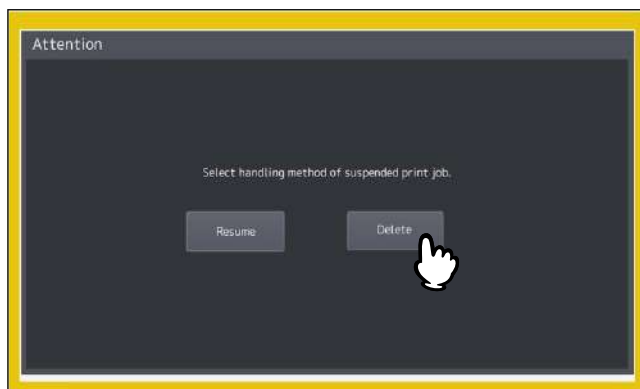 Attention
Select handling method of suspended print job.
Resume
Delete